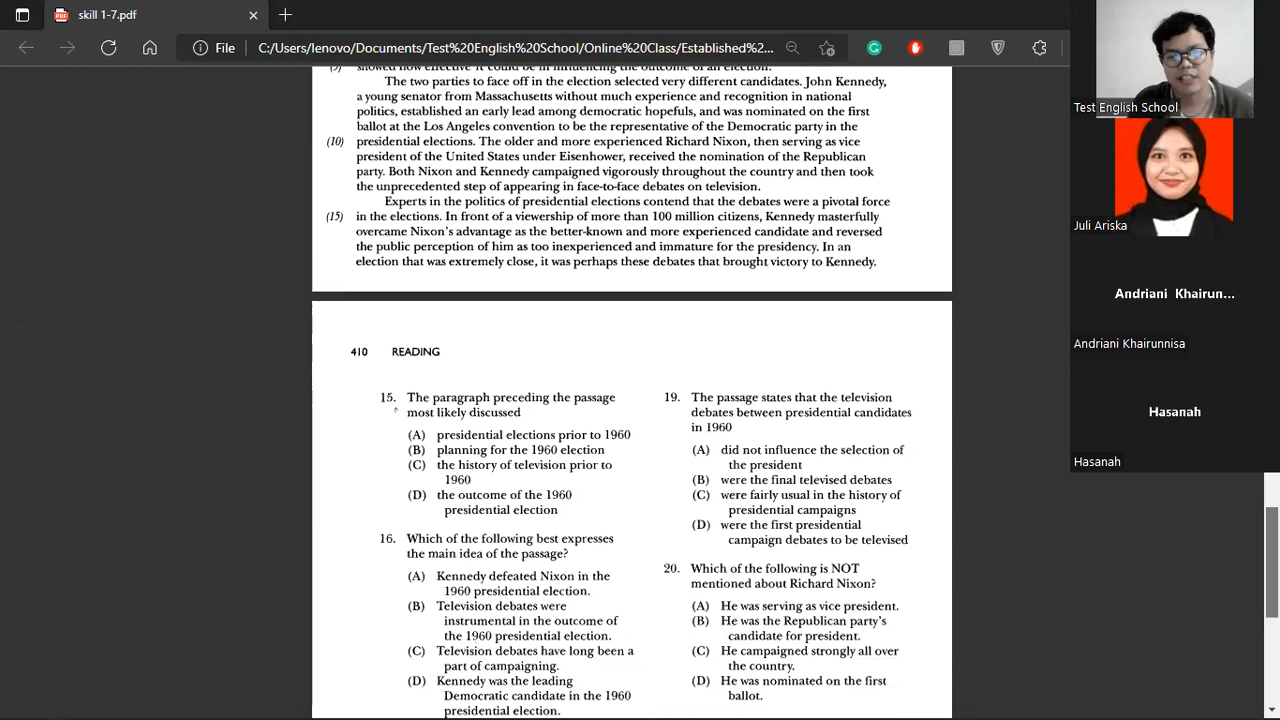 skill 1-7.pdf
File
C:/Users/lenovo/Documents/Test%20English%20School/Online%20Class/Established%2...
(5) showed how effective it could be in influencing the outcome of an election.
The two parties to face off in the election selected very different candidates. John Kennedy,
a young senator from Massachusetts without much experience and recognition in national
politics, established an early lead among democratic hopefuls, and was nominated on the first
ballot at the Los Angeles convention to be the representative of the Democratic party in the
(10) presidential elections. The older and more experienced Richard Nixon, then serving as vice
president of the United States under Eisenhower, received the nomination of the Republican
party. Both Nixon and Kennedy campaigned vigorously throughout the country and then took
the unprecedented step of appearing in face-to-face debates on television.
Experts in the politics of presidential elections contend that the debates were a pivotal force
(15) in the elections. In front of a viewership of more than 100 million citizens, Kennedy masterfully
overcame Nixon's advantage as the better-known and more experienced candidate and reversed
the public perception of him as too inexperienced and immature for the presidency. In an
election that was extremely close, it was perhaps these debates that brought victory to Kennedy.
410 READING
15. The paragraph preceding the passage
most likely discussed
(A) presidential elections prior to 1960
(B) planning for the 1960 election
(C) the history of television prior to
1960
(D) the outcome of the 1960
presidential election
16. Which of the following best expresses
the main idea of the passage?
(A) Kennedy defeated Nixon in the
1960 presidential election.
(B) Television debates were
instrumental in the outcome of
the 1960 presidential election.
(C) Television debates have long been a
part of campaigning.
(D) Kennedy was the leading
Democratic candidate in the 1960
presidential election.
19. The passage states that the television
debates between presidential candidates
in 1960
(A) did not influence the selection of
the president
(B) were the final televised debates
(C) were fairly usual in the history of
presidential campaigns
(D) were the first presidential
campaign debates to be televised
20. Which of the following is NOT
mentioned about Richard Nixon?
(A) He was serving as vice president.
(B) He was the Republican party's
candidate for president.
(C) He campaigned strongly all over
the country.
(D) He was nominated on the first
ballot.
Test English School
Juli Ariska
Andriani Khairun...
Andriani Khairunnisa
Hasanah
Hasanah